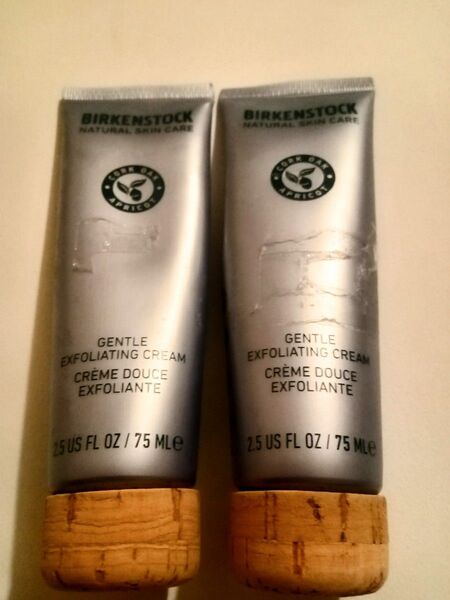 BIRKENSTOCK
NATURAL SKIN CARE
CORK OAK
APRICOT
GENTLE
EXFOLIATING CREAM
CRÈME DOUCE
EXFOLIANTE
2.5 US FL OZ / 75 ML℮
BIRKENSTOCK
NATURAL SKIN CARE
CORK OAK
APRICOT
GENTLE
EXFOLIATING CREAM
CRÈME DOUCE
EXFOLIANTE
2.5 US FL OZ / 75 ML℮